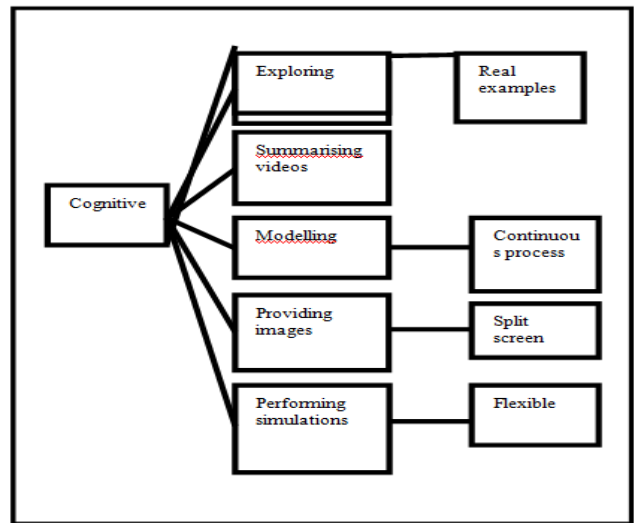 Exploring
Real
examples
Summarising
videos
Cognitive
Modelling
Continuou
s process
Providing
images
Split
screen
Performing
simulations
Flexible